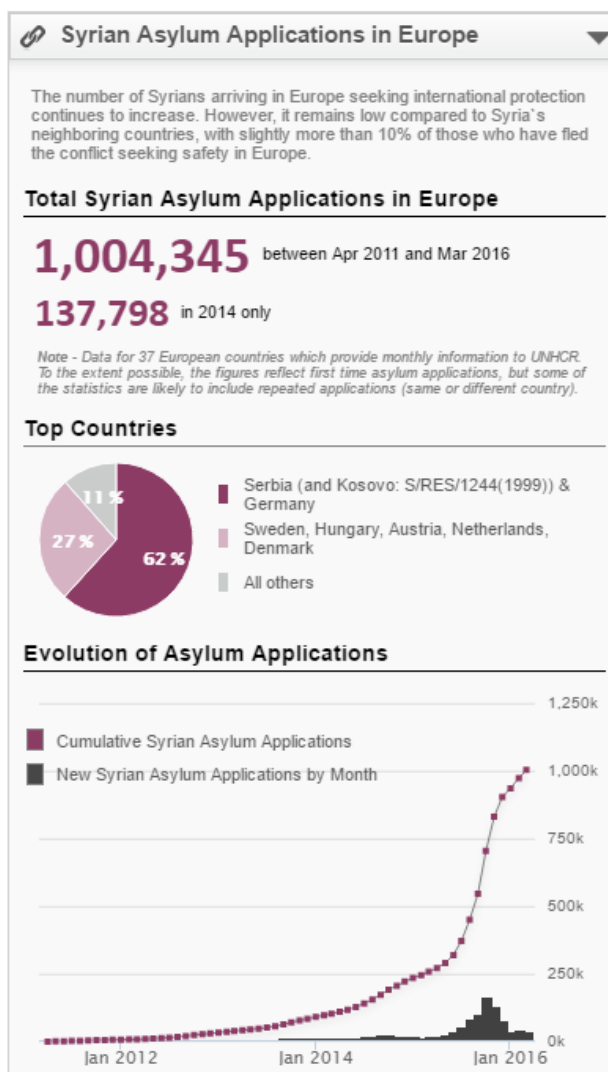 Syrian Asylum Applications in Europe
The number of Syrians arriving in Europe seeking international protection
continues to increase. However, it remains low compared to Syria`s
neighboring countries, with slightly more than 10% of those who have fled
the conflict seeking safety in Europe.
Total Syrian Asylum Applications in Europe
1,004,345 between Apr 2011 and Mar 2016
137,798 in 2014 only
Note - Data for 37 European countries which provide monthly information to UNHCR.
To the extent possible, the figures reflect first time asylum applications, but some of
the statistics are likely to include repeated applications (same or different country).
Top Countries
11 %
27 %
62 %
Serbia (and Kosovo: S/RES/1244(1999)) &
Germany
Sweden, Hungary, Austria, Netherlands,
Denmark
All others
Evolution of Asylum Applications
1,250k
Cumulative Syrian Asylum Applications
New Syrian Asylum Applications by Month
1,000k
750k
500k
250k
0k
Jan 2012
Jan 2014
Jan 2016